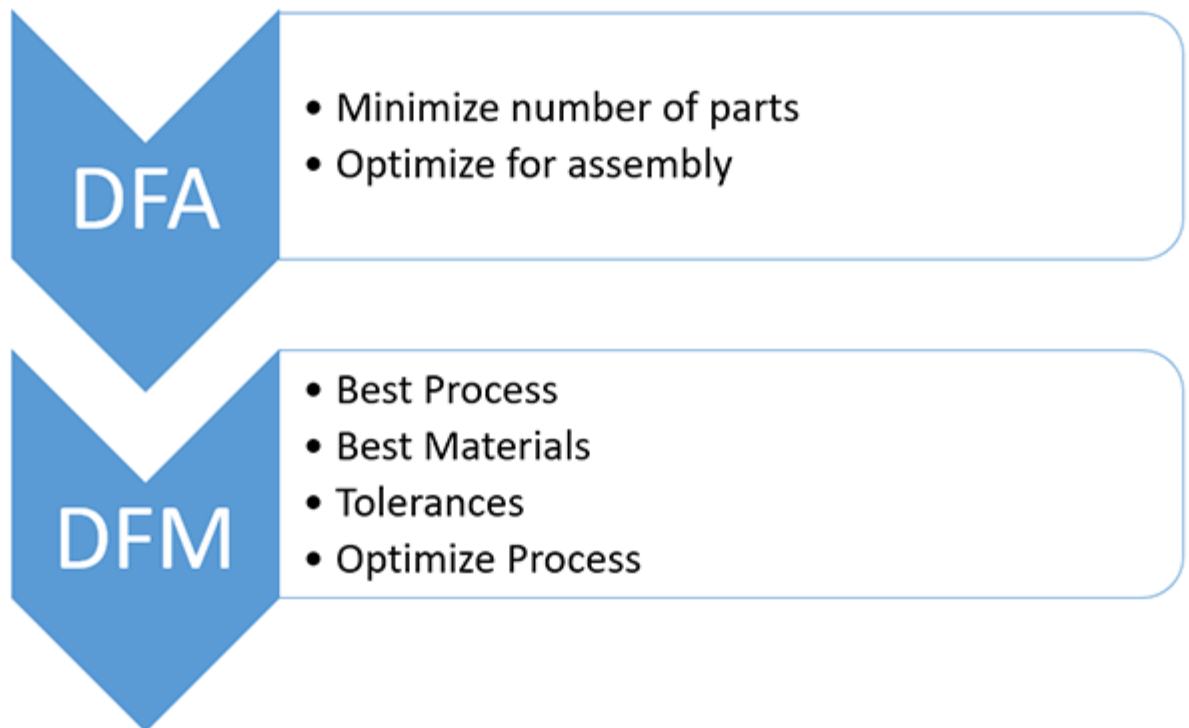 DFA
• Minimize number of parts
• Optimize for assembly
DFM
• Best Process
• Best Materials
• Tolerances
• Optimize Process